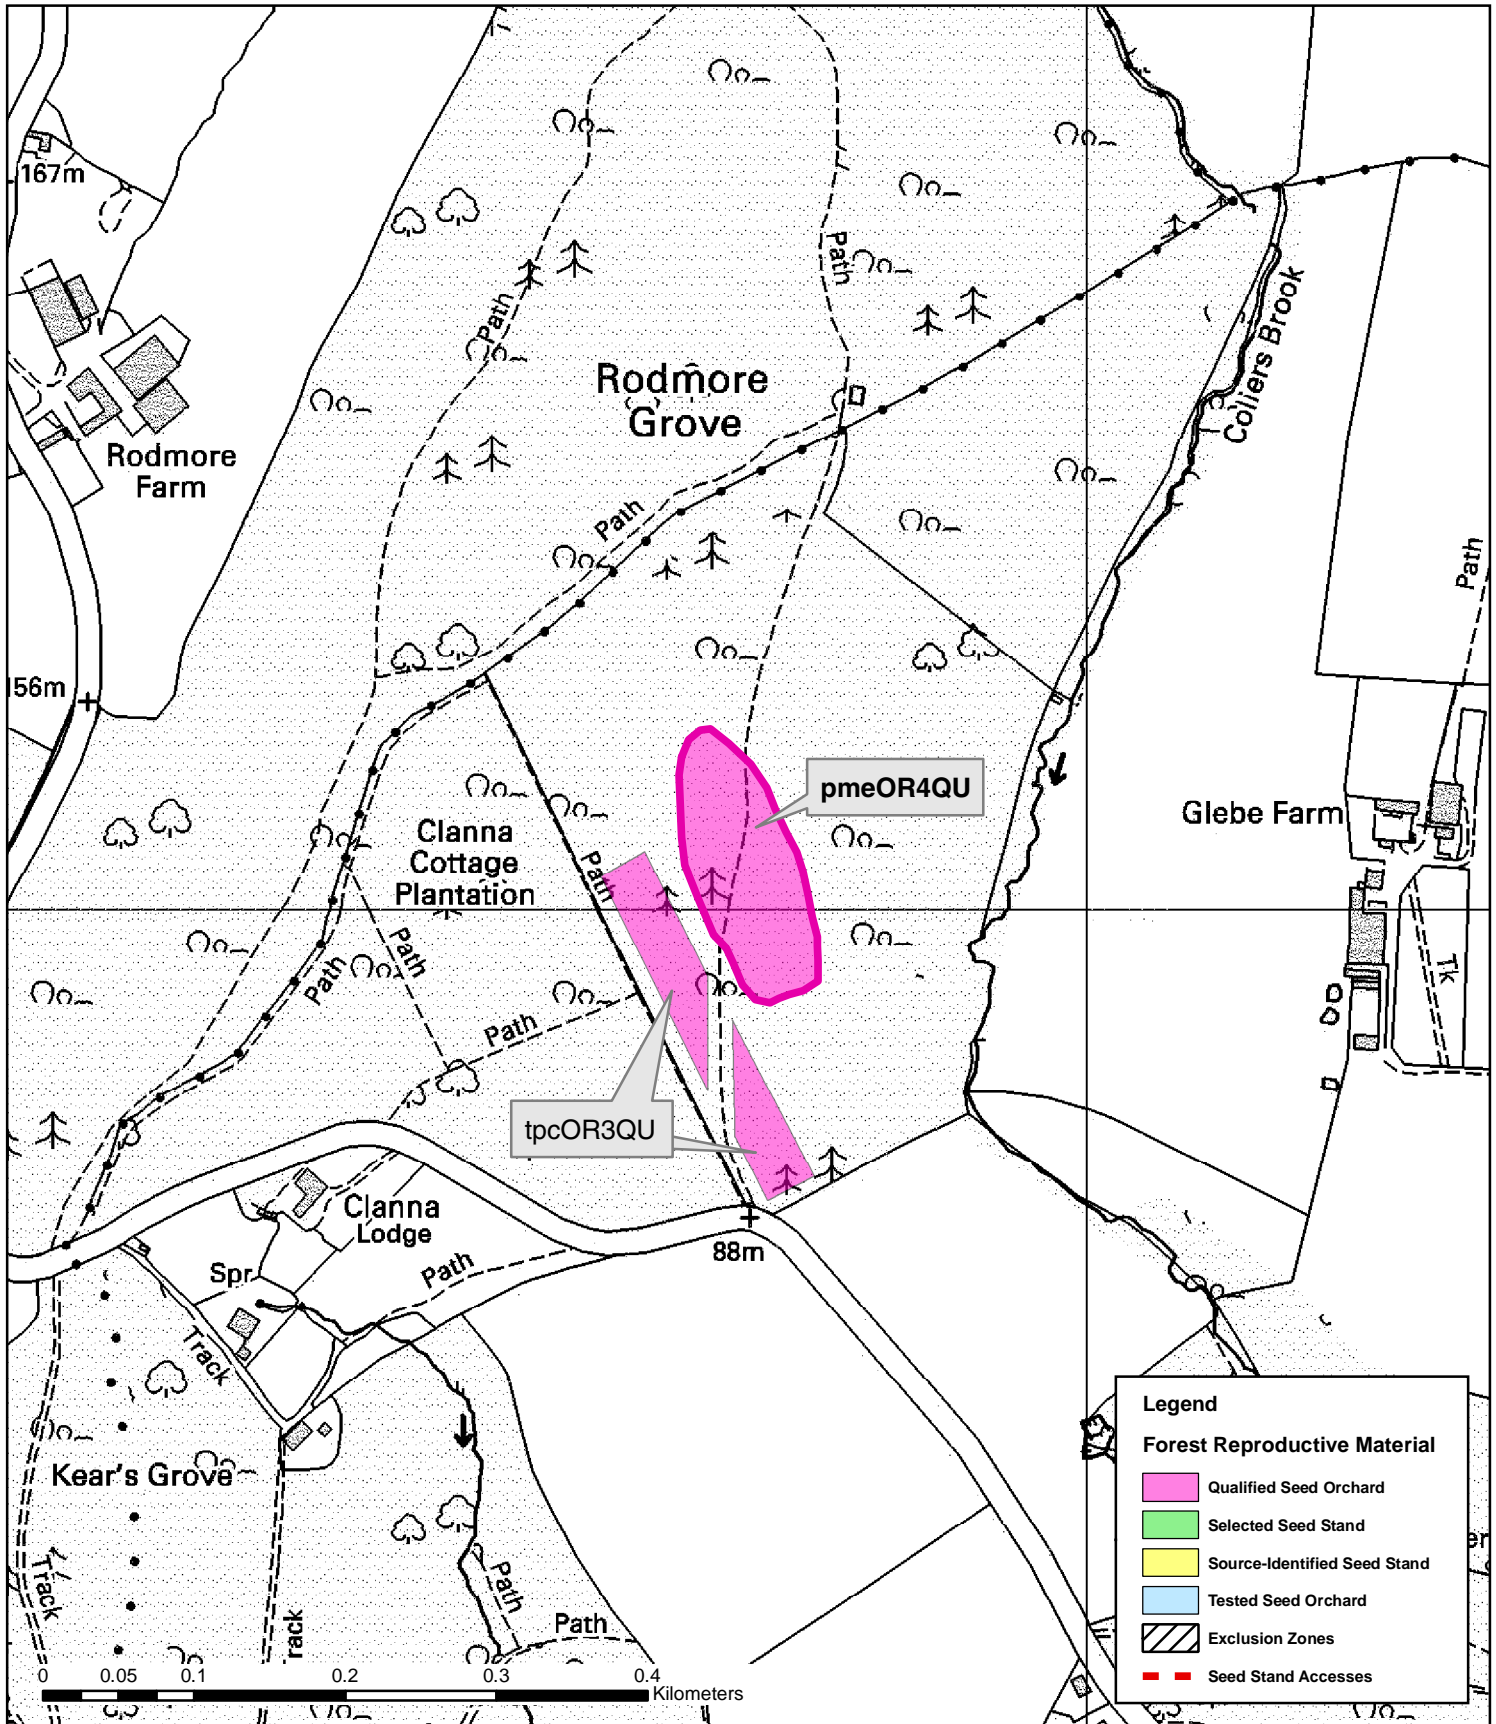 167m
Path
Path
Coliers Brook
Rodmore
Grove
Rodmore
Farm
Path
Path
156m
pmeOR4QU
Glebe Farm
Clanna
Cottage
Plantation
Path
Path
Path
Tk
Path
tpcOR3QU
Clanna
Lodge
88m
Spr
Path
Track
Kear's Grove
Track
Path
Path
rack
er
Legend
Forest Reproductive Material
Qualified Seed Orchard
Selected Seed Stand
Source-Identified Seed Stand
Tested Seed Orchard
Exclusion Zones
Seed Stand Accesses
0 0.05 0.1 0.2 0.3 0.4
Kilometers